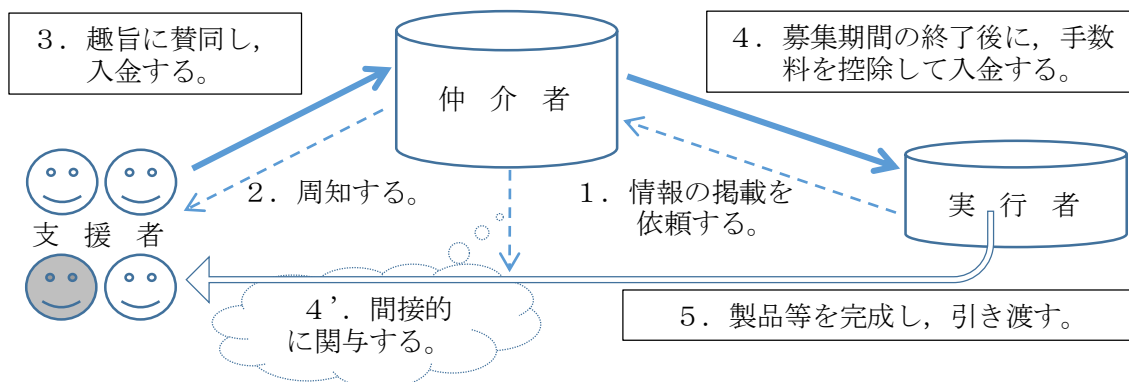 3．趣旨に賛同し，
入金する。
仲　介　者
4．募集期間の終了後に，手数
料を控除して入金する。
2．周知する。
1．情報の掲載を
依頼する。
実　行　者
支　援　者
4’．間接的
に関与する。
5．製品等を完成し，引き渡す。